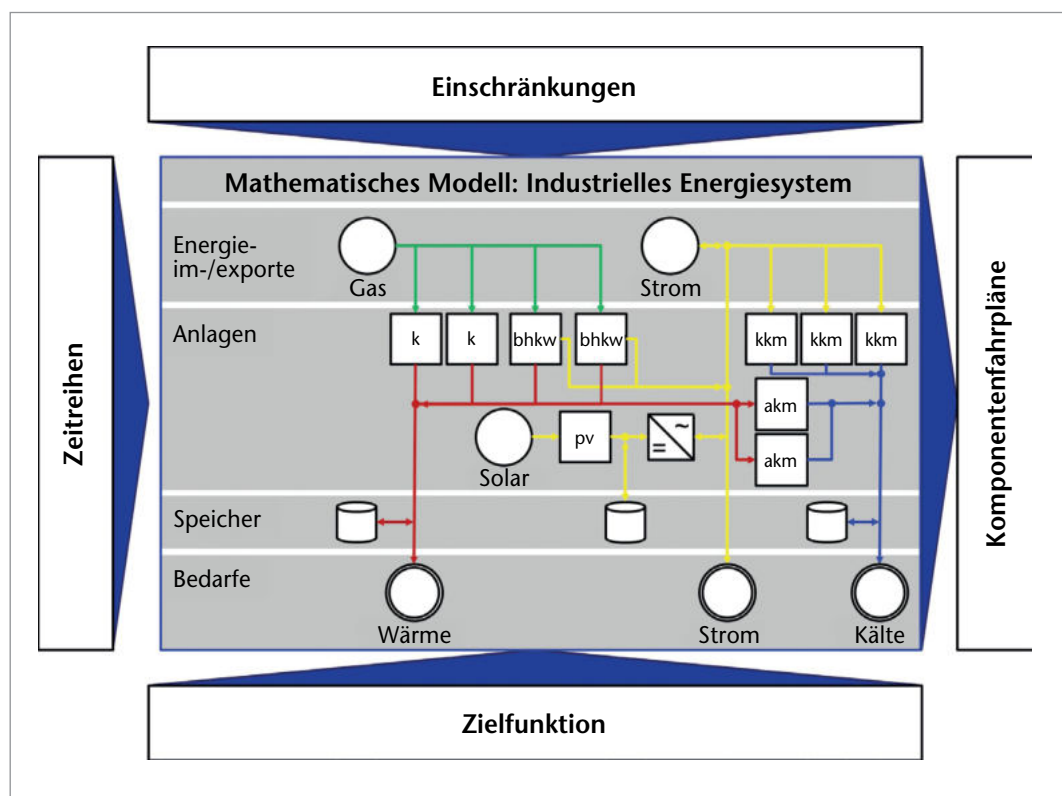 Einschränkungen
Zeitreihen
Mathematisches Modell: Industrielles Energiesystem
Energie-
im-/exporte
Gas
Strom
Anlagen
k
k
bhkw
bhkw
kkm
kkm
kkm
akm
Solar
pv
~
=
akm
Speicher
Bedarfe
Wärme
Strom
Kälte
Komponentenfahrpläne
Zielfunktion